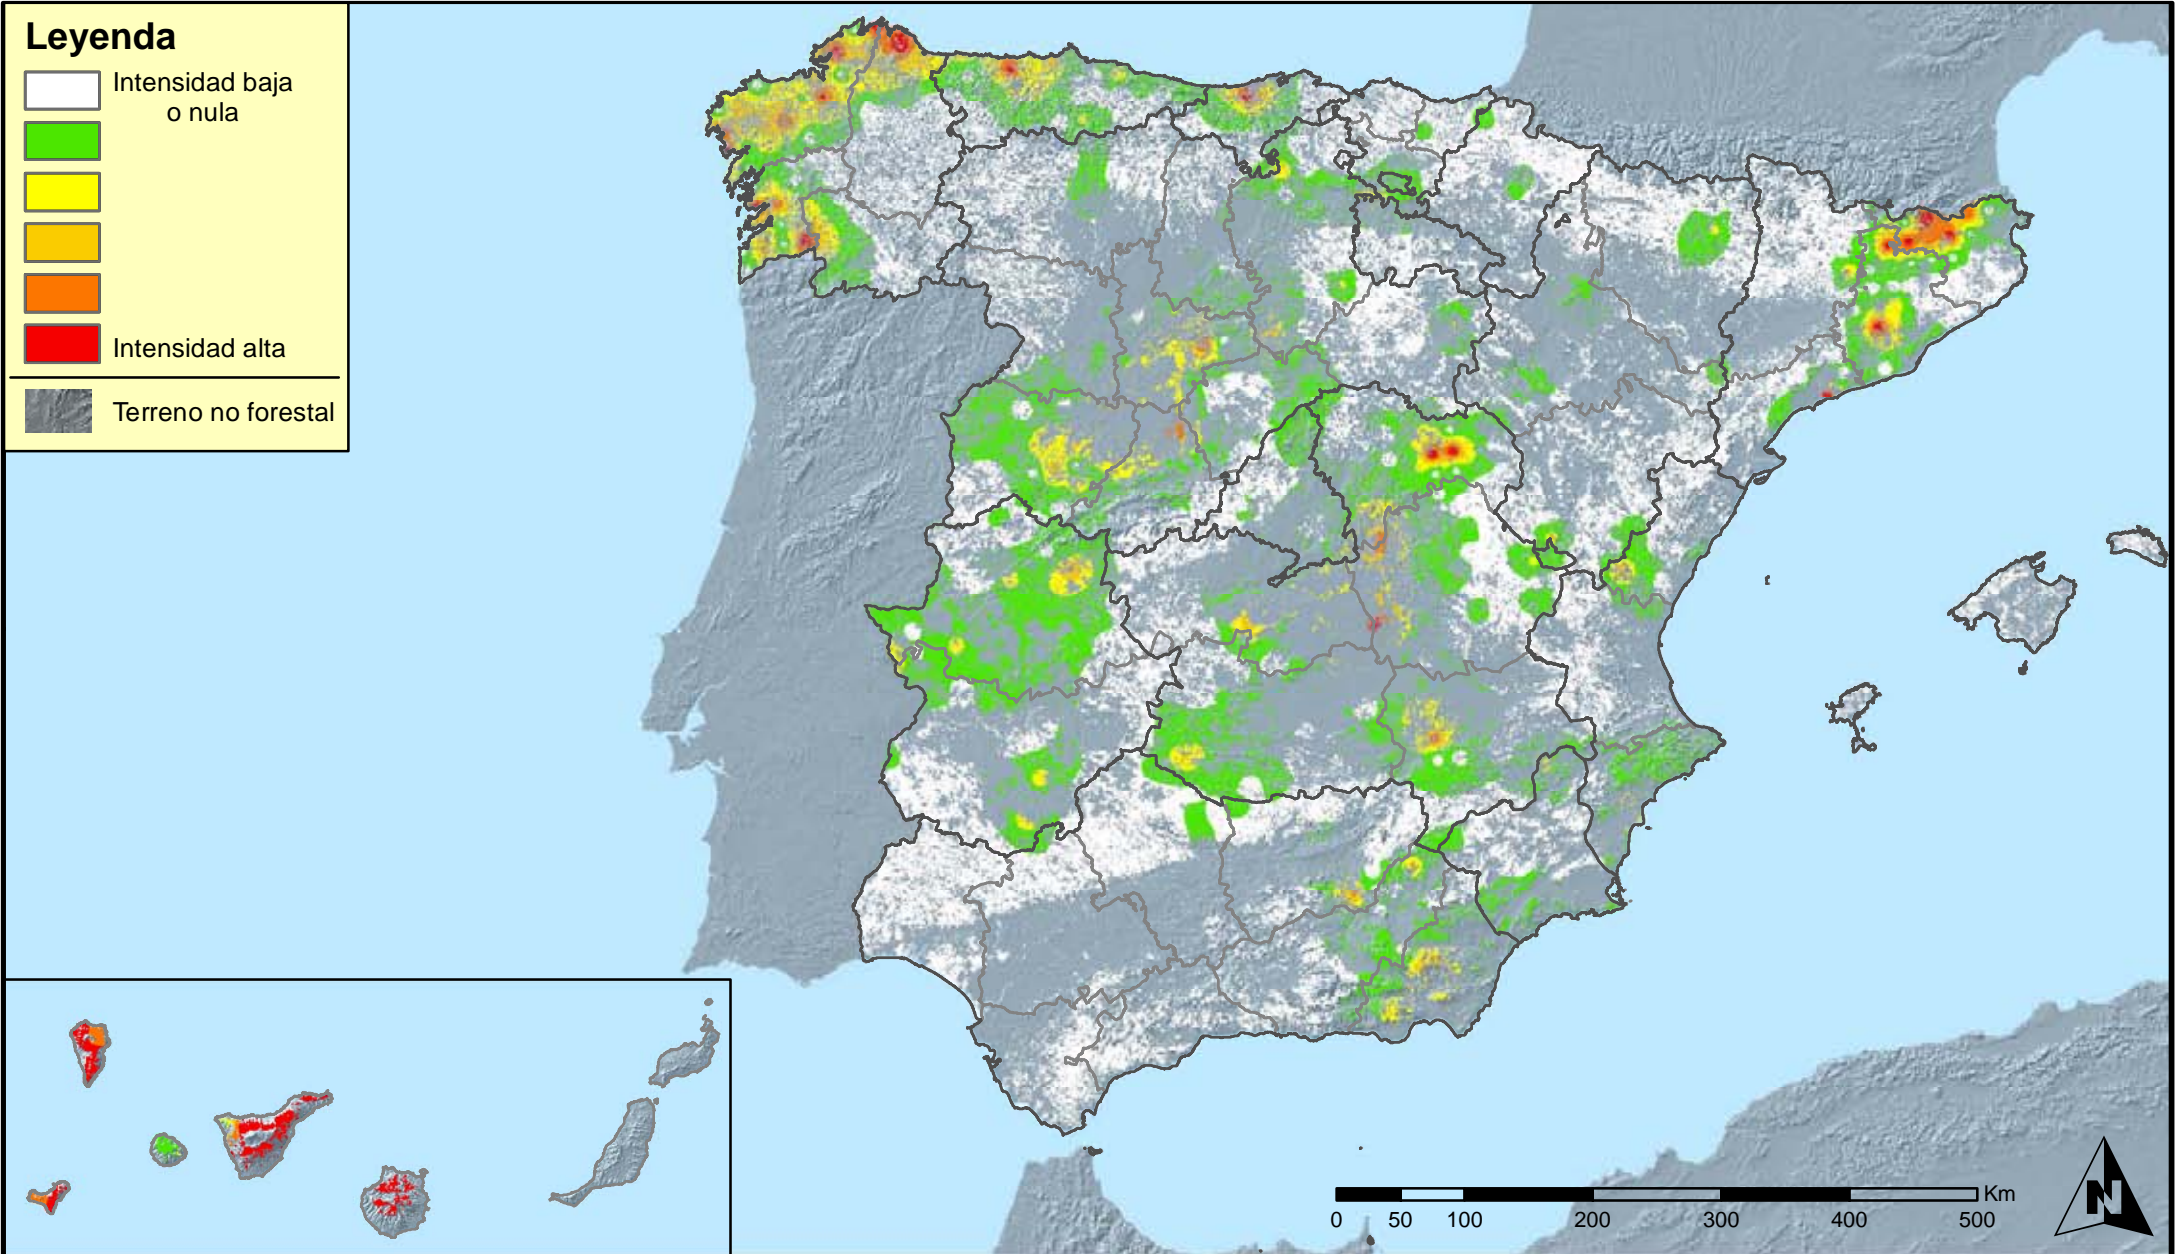 Leyenda
Intensidad baja
o nula
Intensidad alta
Terreno no forestal
Km
0 50 100 200 300 400 500
N